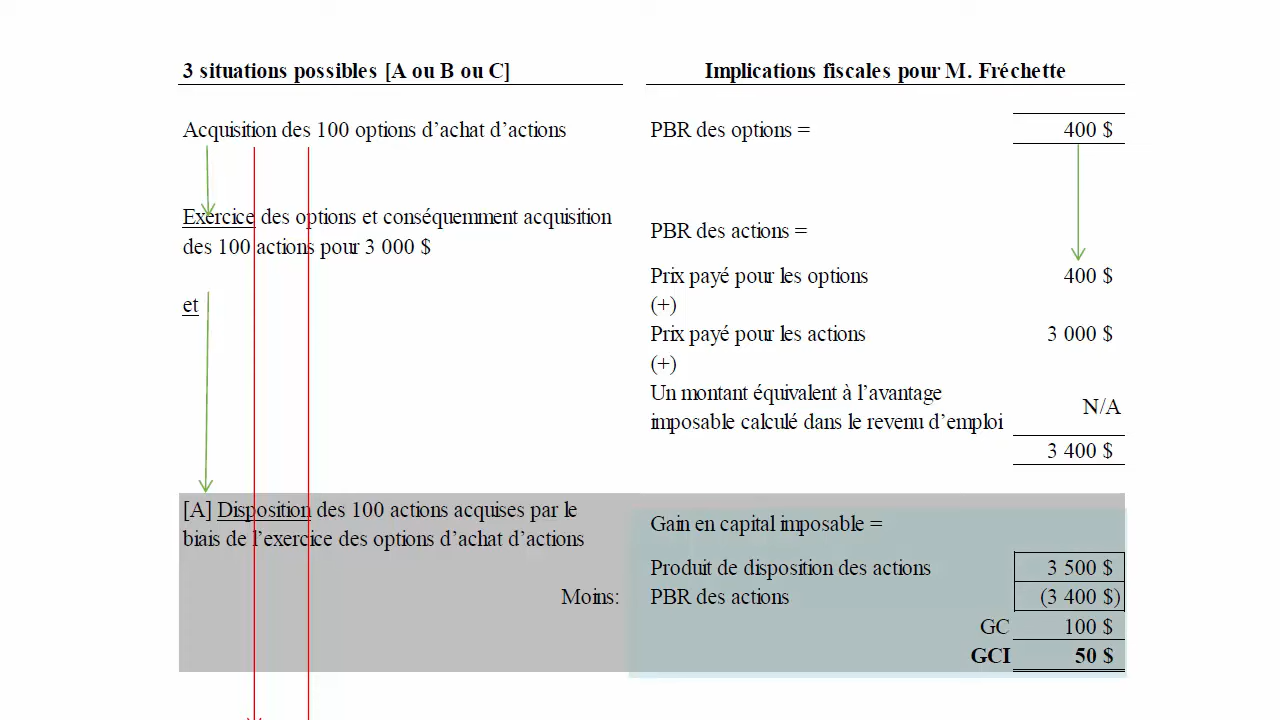 3 situations possibles [A ou B ou C]
Implications fiscales pour M. Fréchette
Acquisition des 100 options d’achat d’actions
PBR des options =
400 $
Exercice des options et conséquemment acquisition
des 100 actions pour 3 000 $
PBR des actions =
Prix payé pour les options
400 $
et
(+)
Prix payé pour les actions
3 000 $
(+)
Un montant équivalent à l’avantage
imposable calculé dans le revenu d’emploi
N/A
3 400 $
[A] Disposition des 100 actions acquises par le
biais de l’exercice des options d’achat d’actions
Gain en capital imposable =
Produit de disposition des actions
3 500 $
Moins:
PBR des actions
(3 400 $)
GC
100 $
GCI
50 $